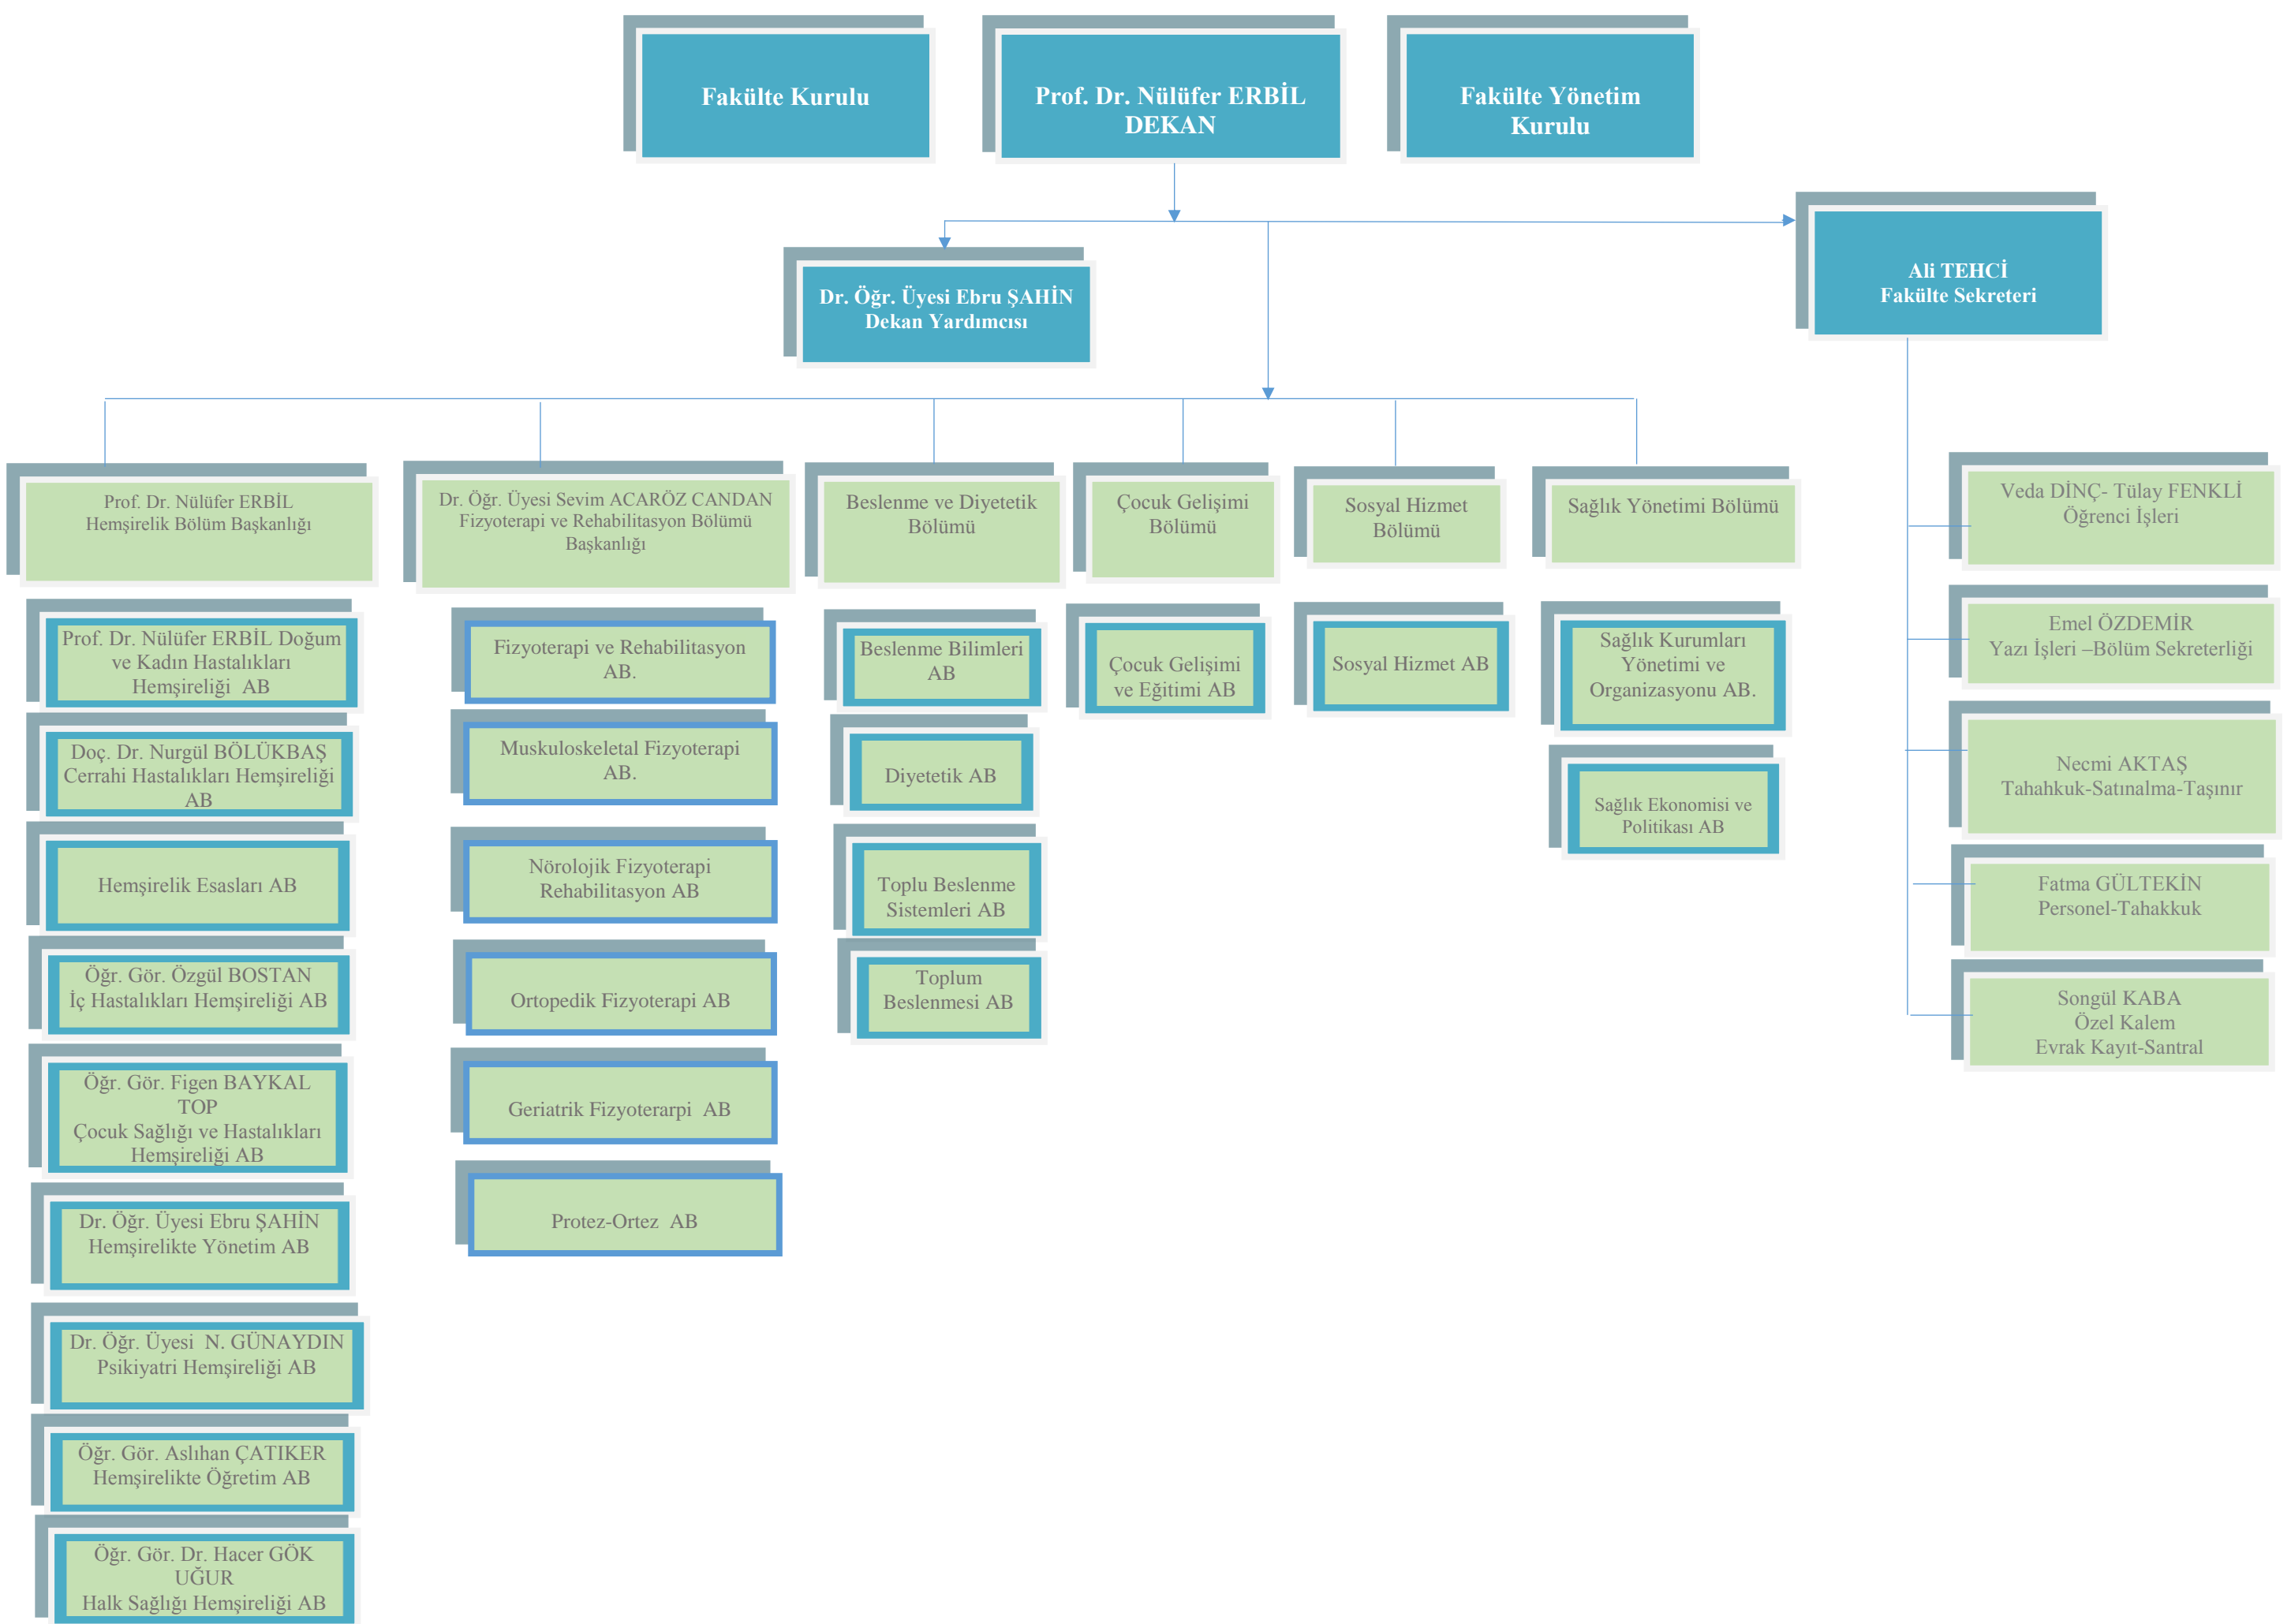 Fakülte Kurulu
Prof. Dr. Nülüfer ERBİL
DEKAN
Fakülte Yönetim
Kurulu
Dr. Öğr. Üyesi Ebru ŞAHİN
Dekan Yardımcısı
Ali TEHCİ
Fakülte Sekreteri
Prof. Dr. Nülüfer ERBİL
Hemşirelik Bölüm Başkanlığı
Prof. Dr. Nülüfer ERBİL Doğum
ve Kadın Hastalıkları
Hemşireliği AB
Doç. Dr. Nurgül BÖLÜKBAŞ
Cerrahi Hastalıkları Hemşireliği
AB
Hemşirelik Esasları AB
Öğr. Gör. Özgül BOSTAN
İç Hastalıkları Hemşireliği AB
Öğr. Gör. Figen BAYKAL
TOP
Çocuk Sağlığı ve Hastalıkları
Hemşireliği AB
Dr. Öğr. Üyesi Ebru ŞAHİN
Hemşirelikte Yönetim AB
Dr. Öğr. Üyesi N. GÜNAYDIN
Psikiyatri Hemşireliği AB
Öğr. Gör. Aslıhan ÇATIKER
Hemşirelikte Öğretim AB
Öğr. Gör. Dr. Hacer GÖK
UĞUR
Halk Sağlığı Hemşireliği AB
Dr. Öğr. Üyesi Sevim ACARÖZ CANDAN
Fizyoterapi ve Rehabilitasyon Bölümü
Başkanlığı
Fizyoterapi ve Rehabilitasyon
AB.
Muskuloskeletal Fizyoterapi
AB.
Nörolojik Fizyoterapi
Rehabilitasyon AB
Ortopedik Fizyoterapi AB
Geriatrik Fizyoterarpi AB
Protez-Ortez AB
Beslenme ve Diyetetik
Bölümü
Beslenme Bilimleri
AB
Diyetetik AB
Toplu Beslenme
Sistemleri AB
Toplum
Beslenmesi AB
Çocuk Gelişimi
Bölümü
Çocuk Gelişimi
ve Eğitimi AB
Sosyal Hizmet
Bölümü
Sosyal Hizmet AB
Sağlık Yönetimi Bölümü
Sağlık Kurumları
Yönetimi ve
Organizasyonu AB.
Sağlık Ekonomisi ve
Politikası AB
Veda DİNÇ- Tülay FENKLİ
Öğrenci İşleri
Emel ÖZDEMİR
Yazı İşleri –Bölüm Sekreterliği
Necmi AKTAŞ
Tahahkuk-Satınalma-Taşınır
Fatma GÜLTEKİN
Personel-Tahakkuk
Songül KABA
Özel Kalem
Evrak Kayıt-Santral